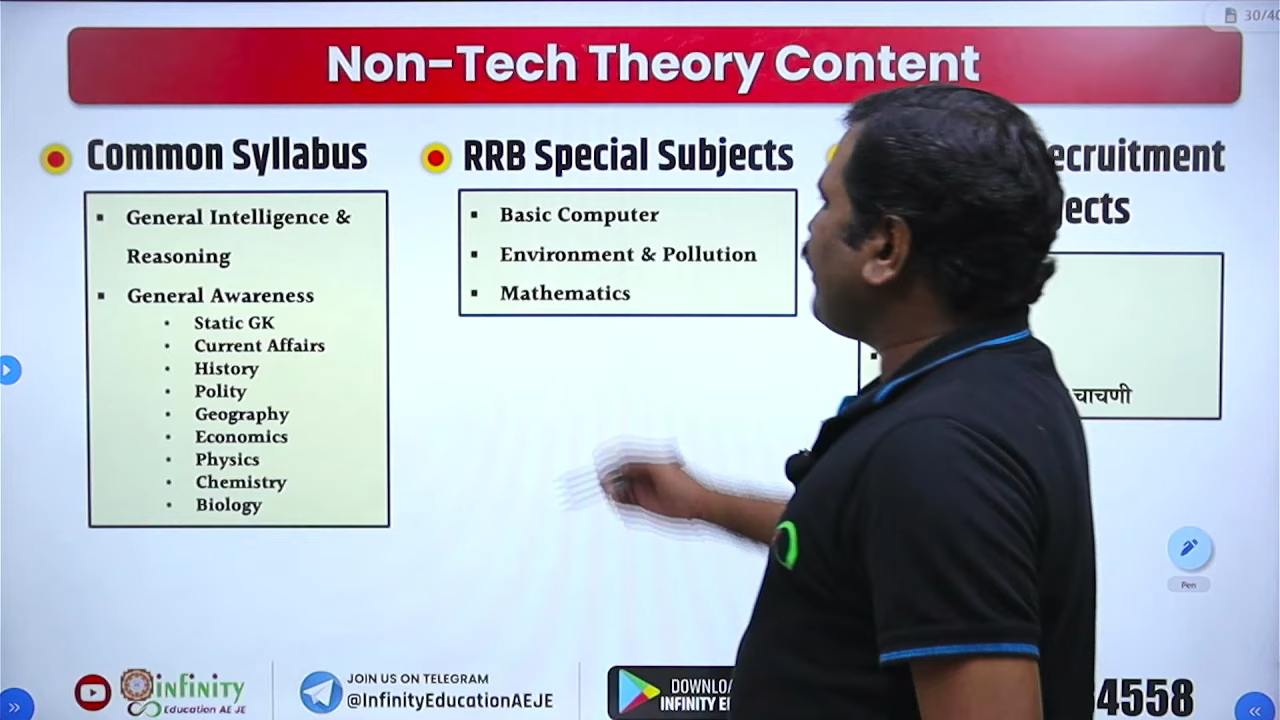 30/40
Non-Tech Theory Content
Common Syllabus
General Intelligence &
Reasoning
General Awareness
Static GK
Current Affairs
History
Polity
Geography
Economics
Physics
Chemistry
Biology
RRB Special Subjects
Basic Computer
Environment & Pollution
Mathematics
ecruitment
jects
चाचणी
Pen
infinity
Education AE JE
JOIN US ON TELEGRAM
@InfinityEducationAEJE
DOWNLO
INFINITY E
4558